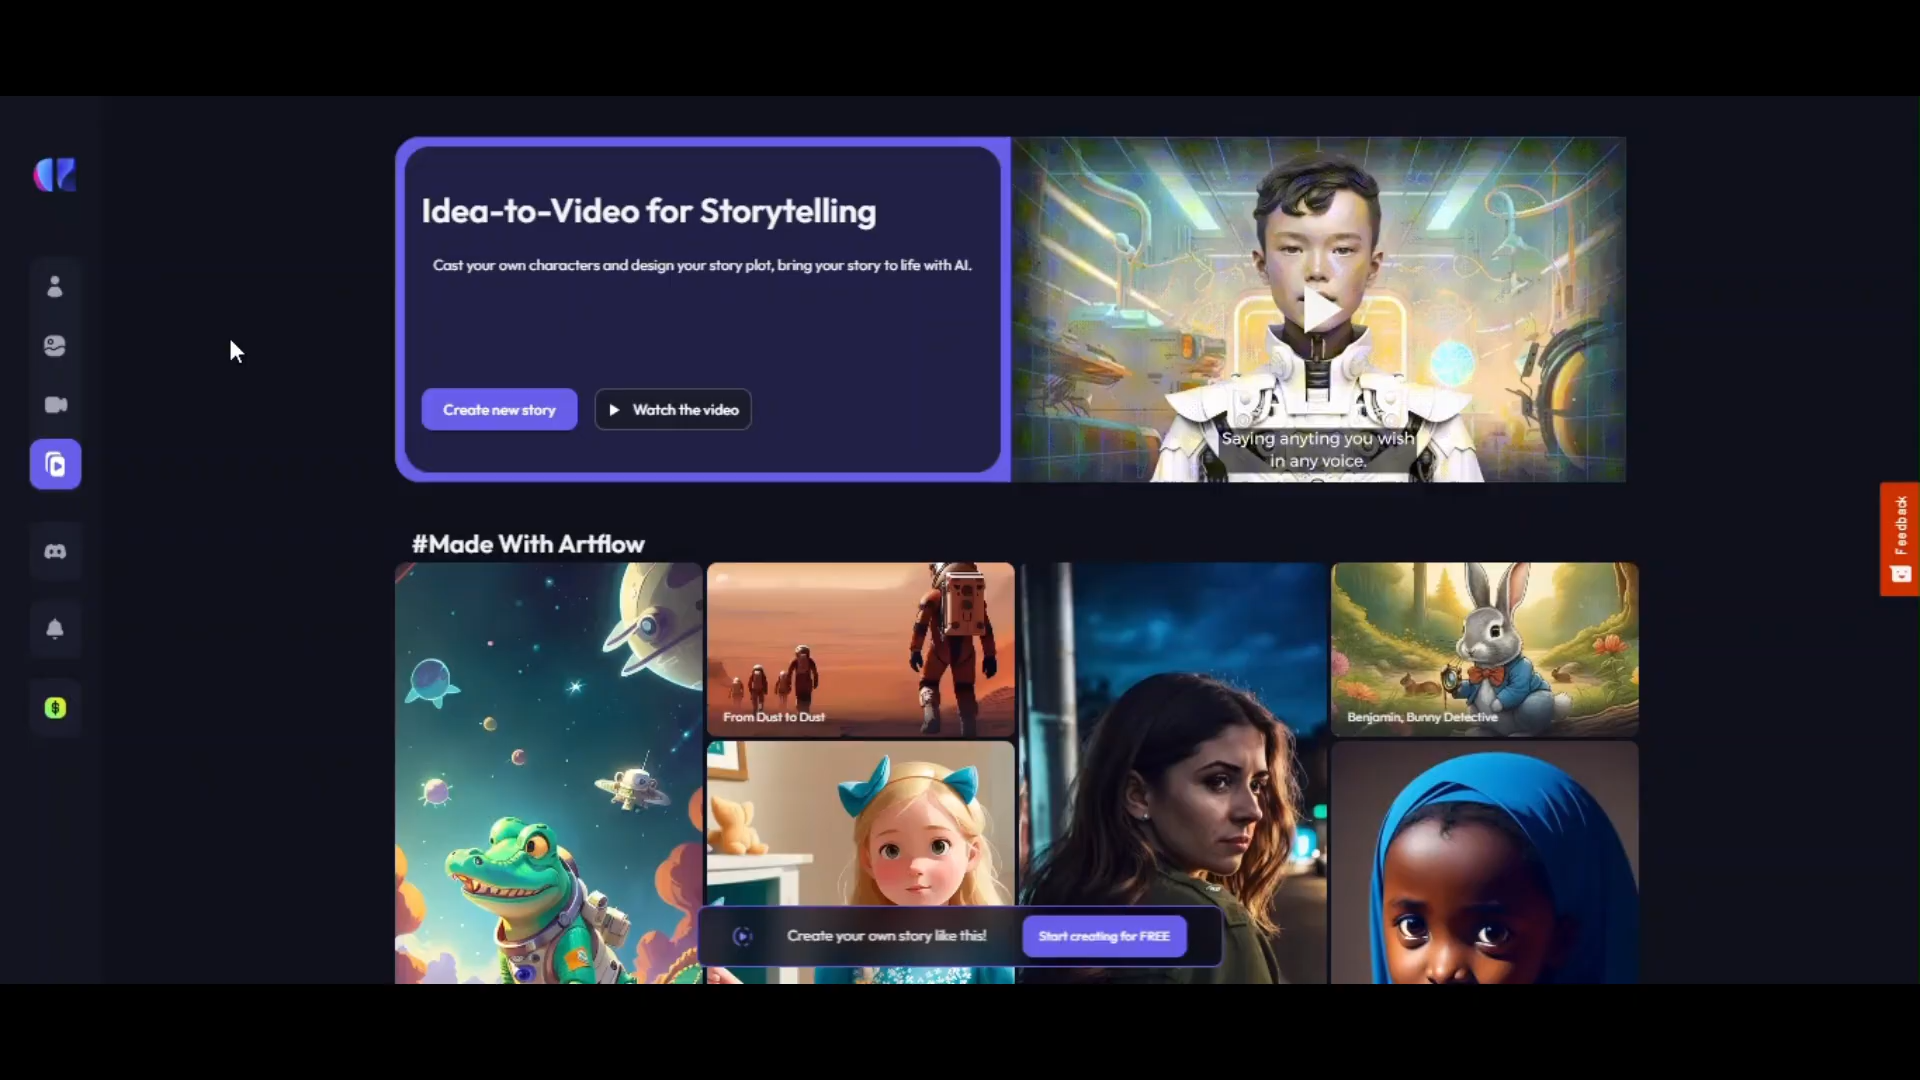 Idea-to-Video for Storytelling
Cast your own characters and design your story plot, bring your story to life with AI.
Create new story
Watch the video
Saying anyting you wish
in any voice.
Feedback
#Made With Artflow
From Dust to Dust
Benjamin, Bunny Detective
Create your own story like this!
Start creating for FREE